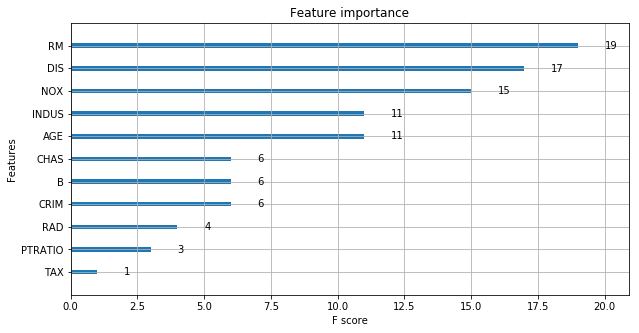 Feature importance
RM 19
DIS 17
NOX 15
INDUS 11
AGE 11
CHAS 6
B 6
CRIM 6
RAD 4
PTRATIO 3
TAX 1
Features
0.0 2.5 5.0 7.5 10.0 12.5 15.0 17.5 20.0
F score